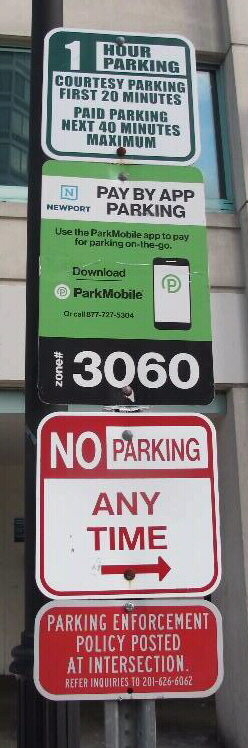 1 HOUR
PARKING
COURTESY PARKING
FIRST 20 MINUTES
PAID PARKING
NEXT 40 MINUTES
MAXIMUM
N
NEWPORT
PAY BY APP
PARKING
Use the ParkMobile app to pay
for parking on-the-go.
Download
P ParkMobile
Or call 877-727-5304
P
zone# 3060
NO PARKING
ANY
TIME
PARKING ENFORCEMENT
POLICY POSTED
AT INTERSECTION.
REFER INQUIRIES TO 201-626-6062